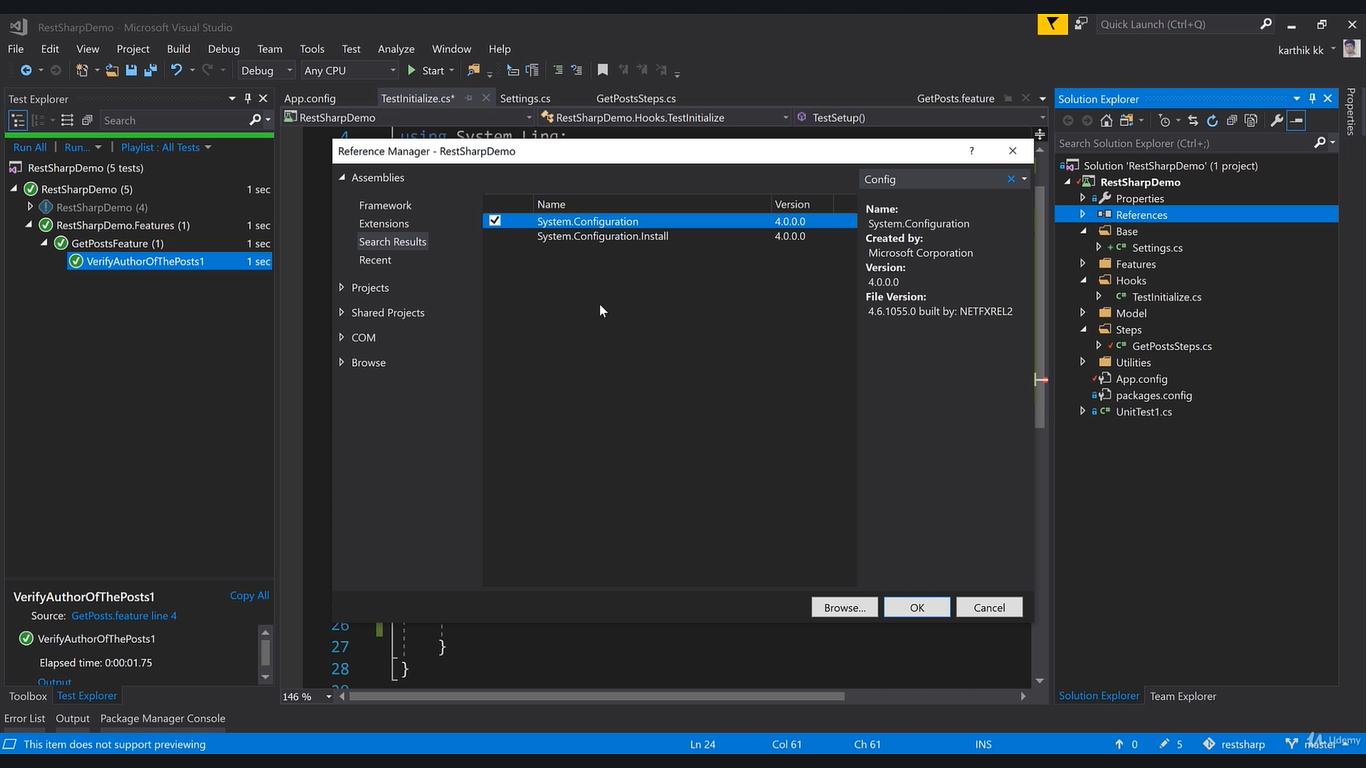 RestSharpDemo - Microsoft Visual Studio
Quick Launch (Ctrl+Q)
File Edit View Project Build Debug Team Tools Test Analyze Window Help
karthik kk
Debug Any CPU Start
Test Explorer
App.config TestInitialize.cs* Settings.cs GetPostsSteps.cs GetPosts.feature
Solution Explorer
Properties
Search
RestSharpDemo RestSharpDemo.Hooks.TestInitialize TestSetup()
4 using System.Linq;
Run All Run... Playlist : All Tests
RestSharpDemo (5 tests)
RestSharpDemo (5) 1 sec
RestSharpDemo (4)
RestSharpDemo.Features (1) 1 sec
GetPostsFeature (1) 1 sec
VerifyAuthorOfThePosts1 1 sec
Reference Manager - RestSharpDemo
? 
Assemblies
Framework
Extensions
Search Results
Recent
Projects
Shared Projects
COM
Browse
Name Version
System.Configuration 4.0.0.0
System.Configuration.Install 4.0.0.0
Config
Name:
System.Configuration
Created by:
Microsoft Corporation
Version:
4.0.0.0
File Version:
4.6.1055.0 built by: NETFXREL2
Browse... OK Cancel
Search Solution Explorer (Ctrl+;)
Solution 'RestSharpDemo' (1 project)
RestSharpDemo
Properties
References
Base
Settings.cs
Features
Hooks
TestInitialize.cs
Model
Steps
GetPostsSteps.cs
Utilities
App.config
packages.config
UnitTest1.cs
VerifyAuthorOfThePosts1 Copy All
Source: GetPosts.feature line 4
VerifyAuthorOfThePosts1
Elapsed time: 0:00:01.75
Output
26
27 }
28 }
146 %
Toolbox Test Explorer
Solution Explorer Team Explorer
Error List Output Package Manager Console
This item does not support previewing Ln 24 Col 61 Ch 61 INS 0 5 restsharp master
Udemy